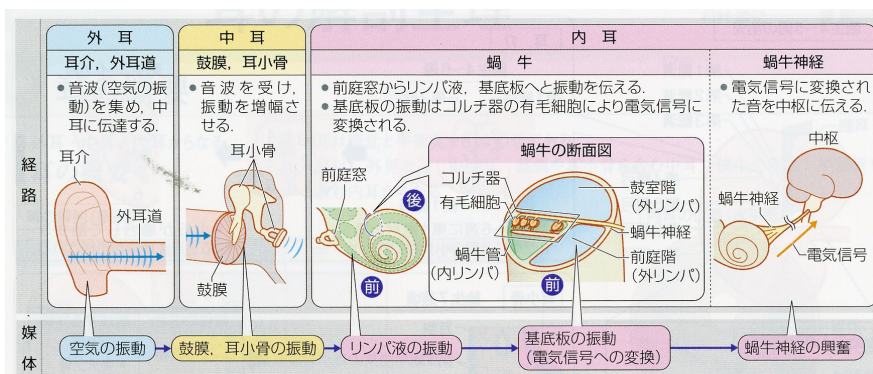 外耳
中耳
内耳
耳介，外耳道
鼓膜，耳小骨
蝸牛
蝸牛神経
経路
●音波(空気の振
動)を集め，中
耳に伝達する.
耳介
外耳道
●音波を受け，
振動を増幅さ
せる.
耳小骨
鼓膜
●前庭窓からリンパ液，基底板へと振動を伝える.
●基底板の振動はコルチ器の有毛細胞により電気信号に
変換される.
前庭窓
後
前
蝸牛の断面図
コルチ器
有毛細胞
蝸牛管
(内リンパ)
鼓室階
(外リンパ)
蝸牛神経
前庭階
(外リンパ)
前
●電気信号に変換され
た音を中枢に伝える.
中枢
蝸牛神経
電気信号
媒体
空気の振動
鼓膜，耳小骨の振動
リンパ液の振動
基底板の振動
(電気信号への変換)
蝸牛神経の興奮